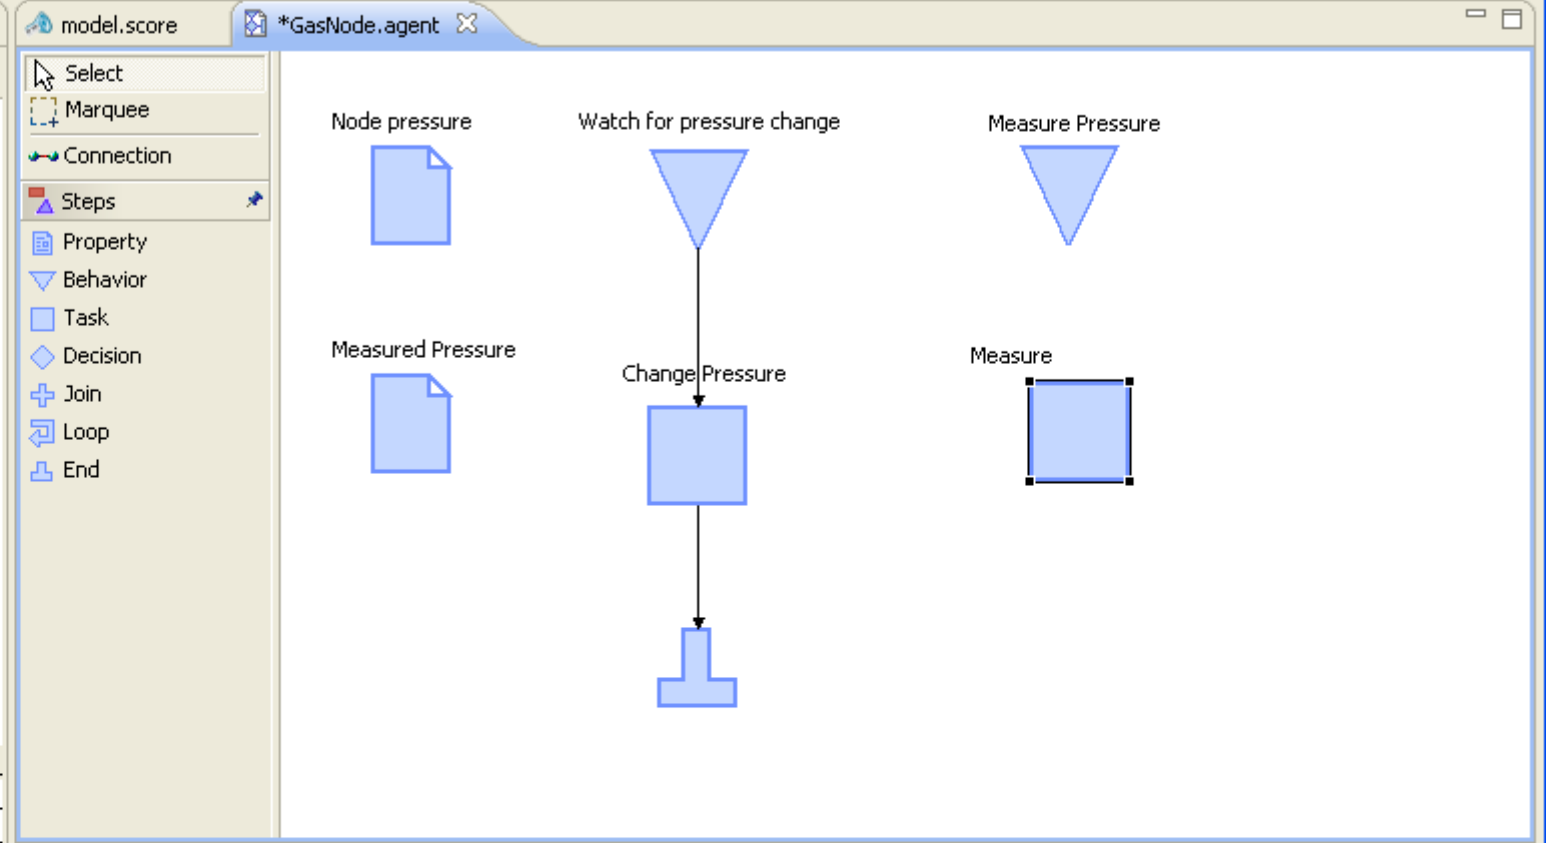 model.score
*GasNode.agent
Select
Marquee
Connection
Steps
Property
Behavior
Task
Decision
Join
Loop
End
Node pressure
Watch for pressure change
Measure Pressure
Measured Pressure
Change Pressure
Measure